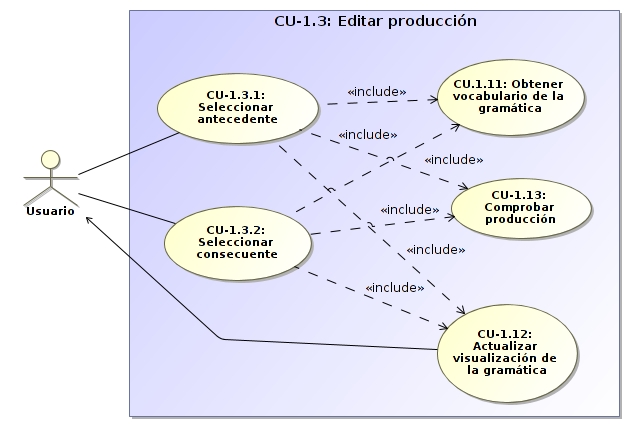 CU-1.3: Editar producción
CU-1.3.1:
Seleccionar
antecedente
«include»
CU.1.11: Obtener
vocabulario de la
gramática
«include»
«include»
Usuario
CU-1.3.2:
Seleccionar
consecuente
«include»
CU-1.13:
Comprobar
producción
«include»
«include»
CU-1.12:
Actualizar
visualización de
la gramática